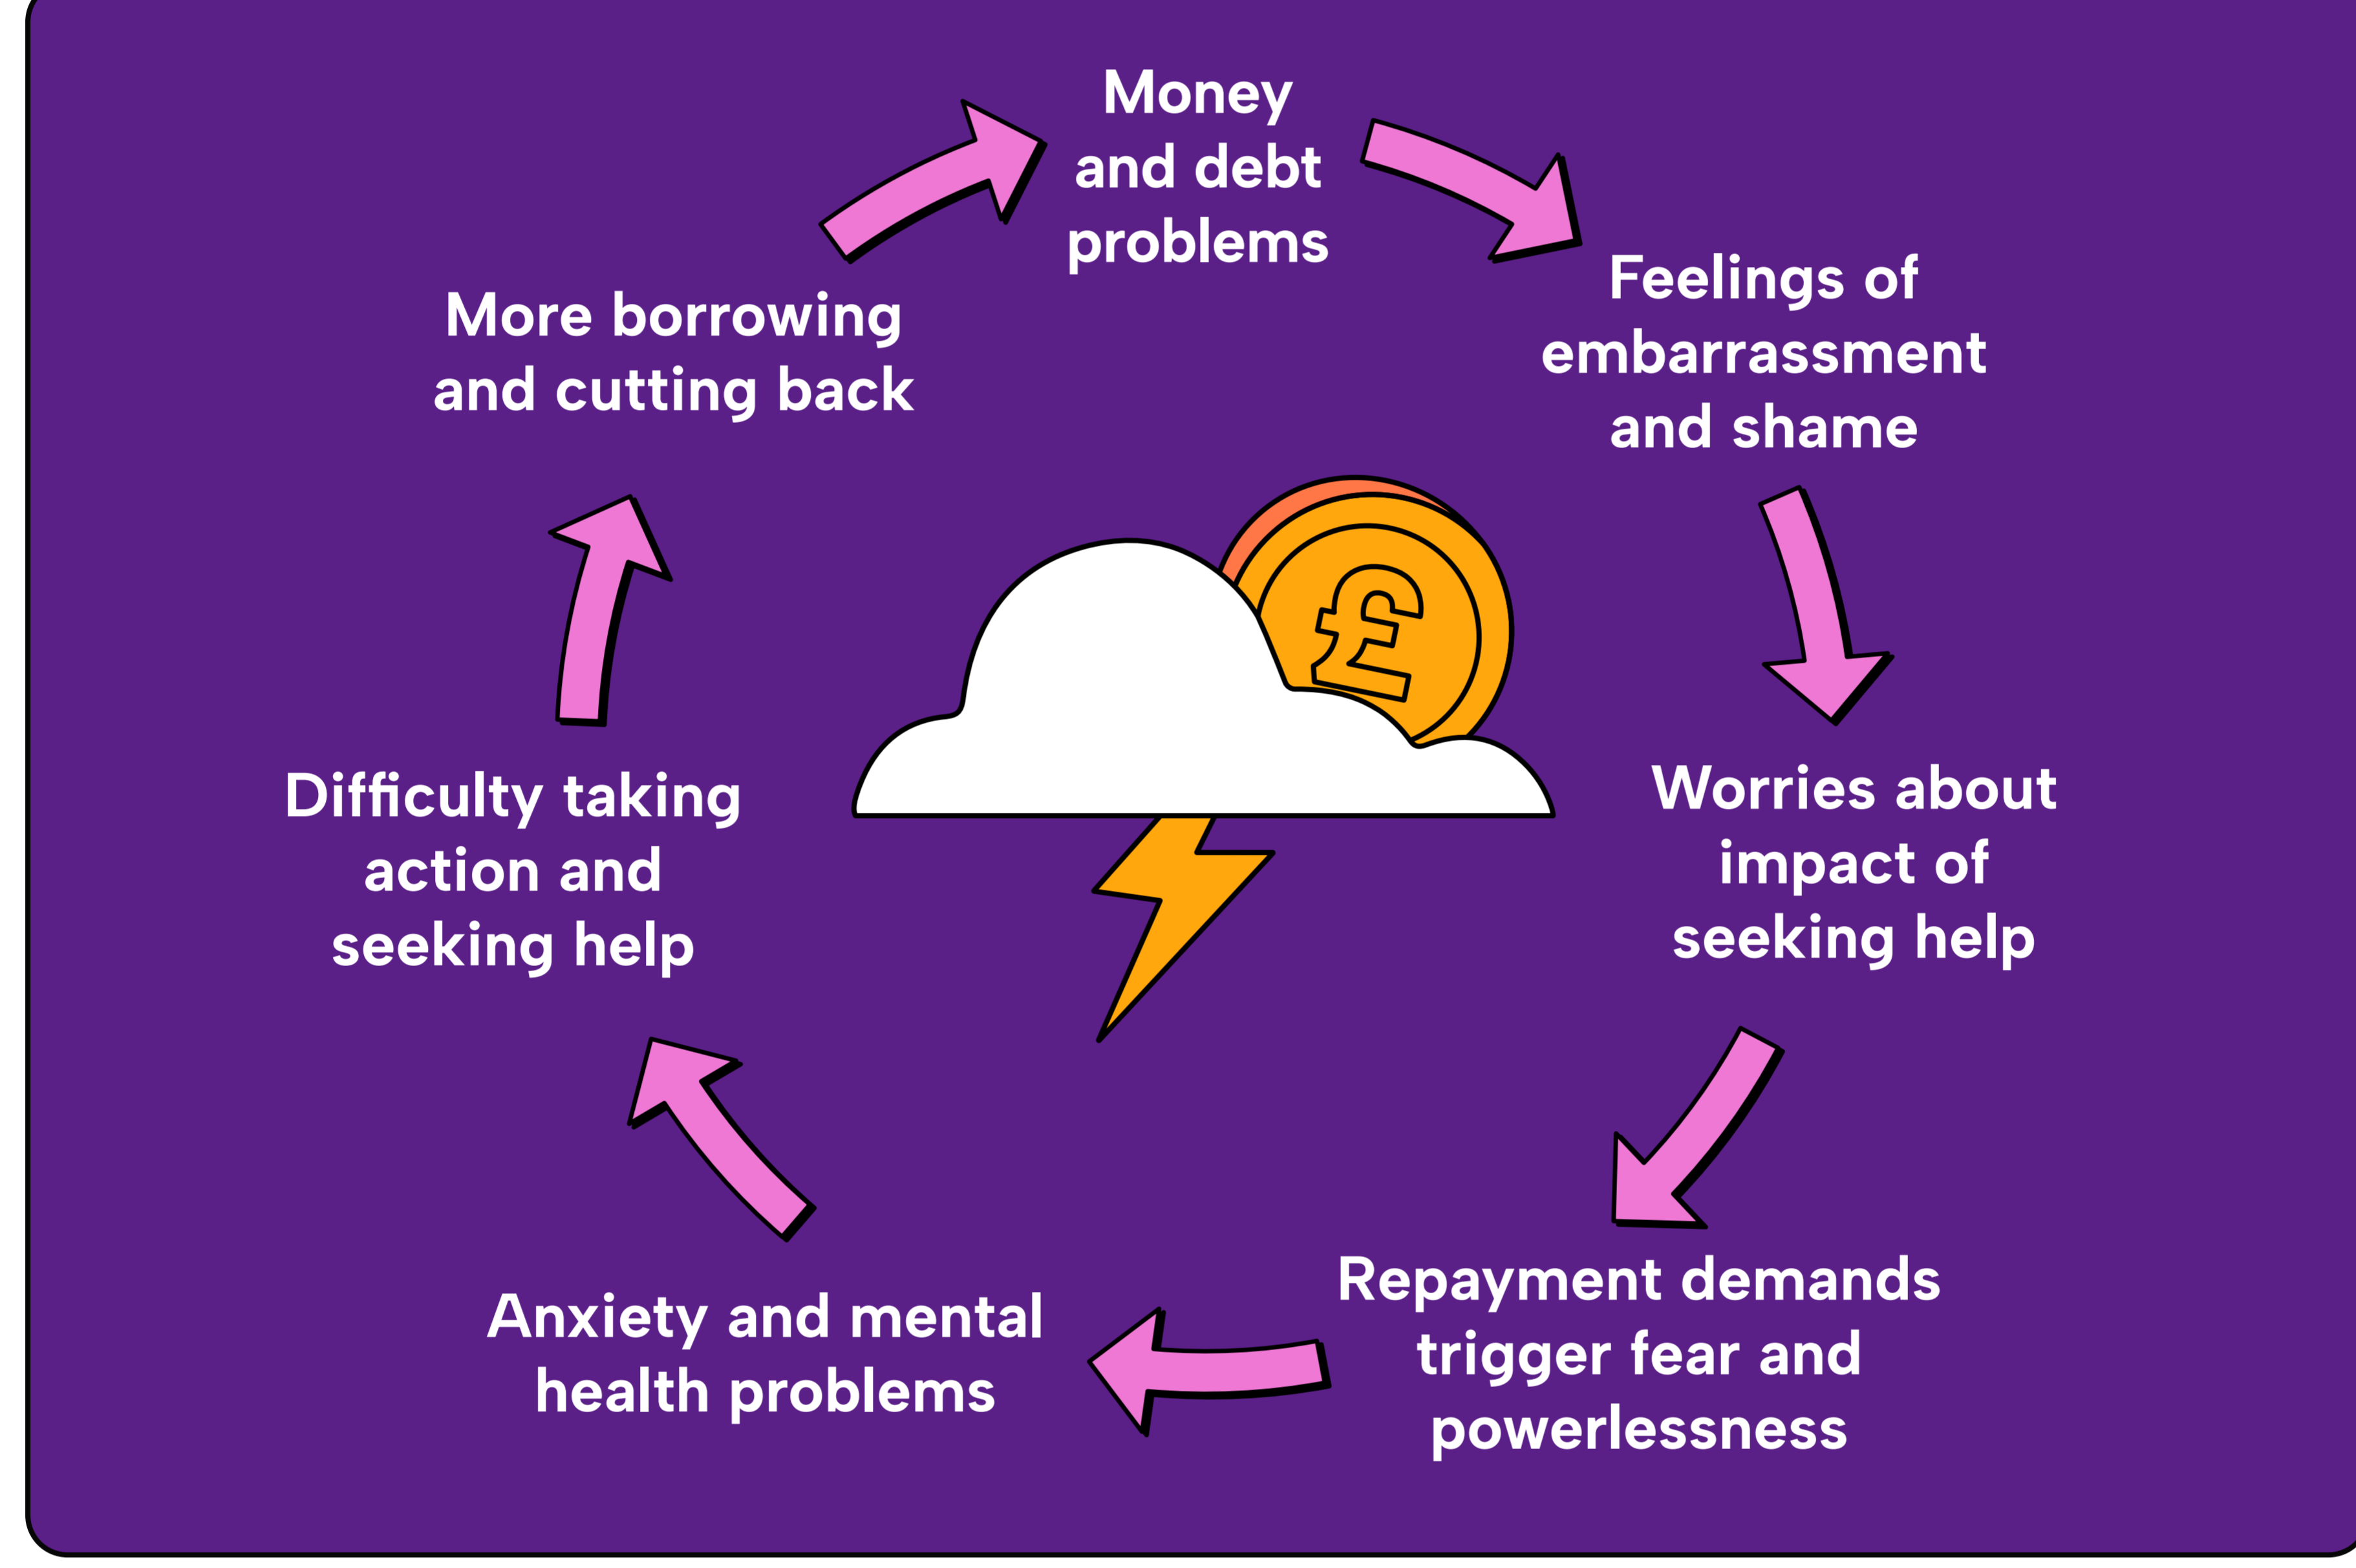 Money
and debt
problems
Feelings of
embarrassment
and shame
Worries about
impact of
seeking help
Repayment demands
trigger fear and
powerlessness
Anxiety and mental
health problems
Difficulty taking
action and
seeking help
More borrowing
and cutting back
£